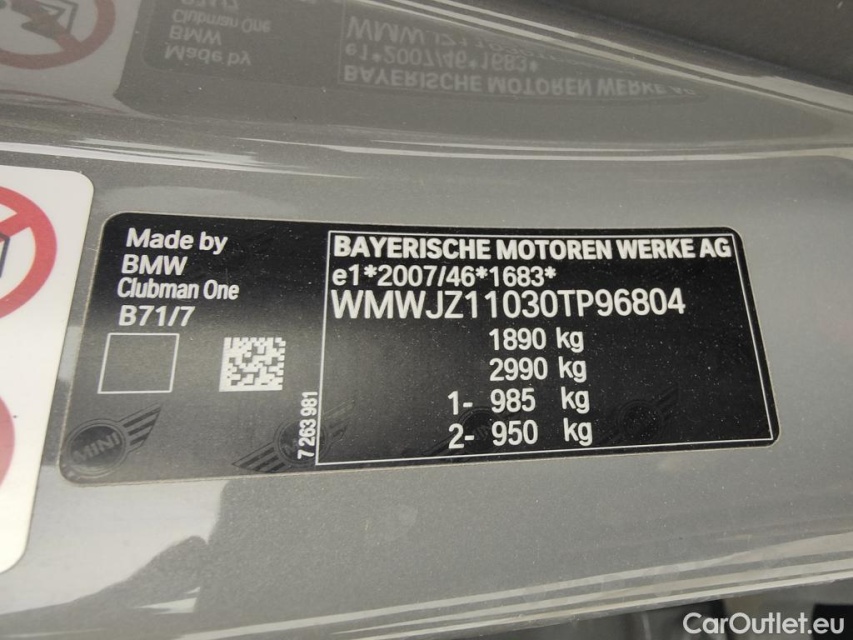 Made by
BMW
Clubman One
B71/7
7 263 981
MINI
BAYERISCHE MOTOREN WERKE AG
e1*2007/46*1683*
WMWJZ11030TP96804
1890 kg
2990 kg
1- 985 kg
2- 950 kg
CarOutlet.eu